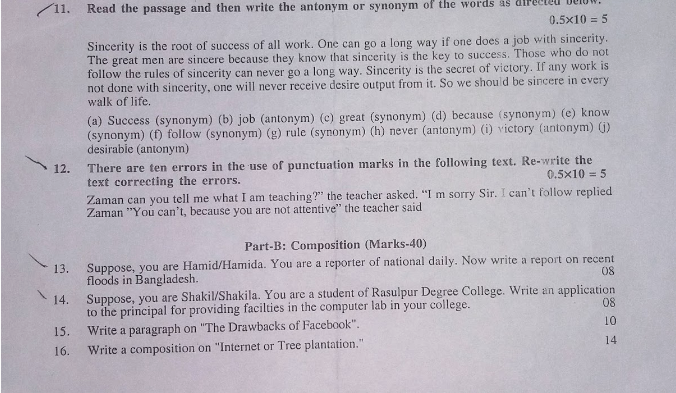 11. Read the passage and then write the antonym or synonym of the words as directed below.
0.5×10 = 5
Sincerity is the root of success of all work. One can go a long way if one does a job with sincerity.
The great men are sincere because they know that sincerity is the key to success. Those who do not
follow the rules of sincerity can never go a long way. Sincerity is the secret of victory. If any work is
not done with sincerity, one will never receive desire output from it. So we should be sincere in every
walk of life.
(a) Success (synonym) (b) job (antonym) (c) great (synonym) (d) because (synonym) (e) know
(synonym) (f) follow (synonym) (g) rule (synonym) (h) never (antonym) (i) victory (antonym) (j)
desirable (antonym)
12. There are ten errors in the use of punctuation marks in the following text. Re-write the
text correcting the errors. 0.5×10 = 5
Zaman can you tell me what I am teaching?" the teacher asked. "I m sorry Sir. I can't follow replied
Zaman "You can't, because you are not attentive" the teacher said
Part-B: Composition (Marks-40)
13. Suppose, you are Hamid/Hamida. You are a reporter of national daily. Now write a report on recent
floods in Bangladesh. 08
14. Suppose, you are Shakil/Shakila. You are a student of Rasulpur Degree College. Write an application
to the principal for providing facilties in the computer lab in your college. 08
15. Write a paragraph on "The Drawbacks of Facebook". 10
16. Write a composition on "Internet or Tree plantation." 14